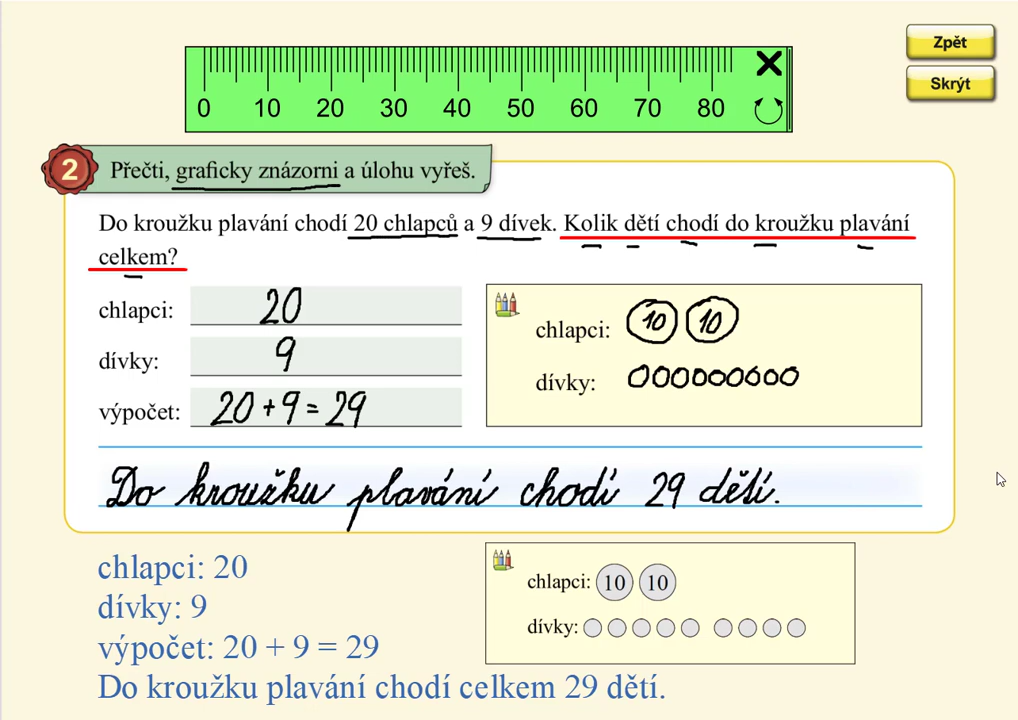 Zpět
Skrýt
0 10 20 30 40 50 60 70 80
2 Přečti, graficky znázorni a úlohu vyřeš.
Do kroužku plavání chodí 20 chlapců a 9 dívek. Kolik dětí chodí do kroužku plavání
celkem?
chlapci: 20
dívky: 9
výpočet: 20 + 9 = 29
chlapci: 10 10
dívky:
Do kroužku plavání chodí 29 dětí.
chlapci: 20
dívky: 9
výpočet: 20 + 9 = 29
Do kroužku plavání chodí celkem 29 dětí.
chlapci: 10 10
dívky: